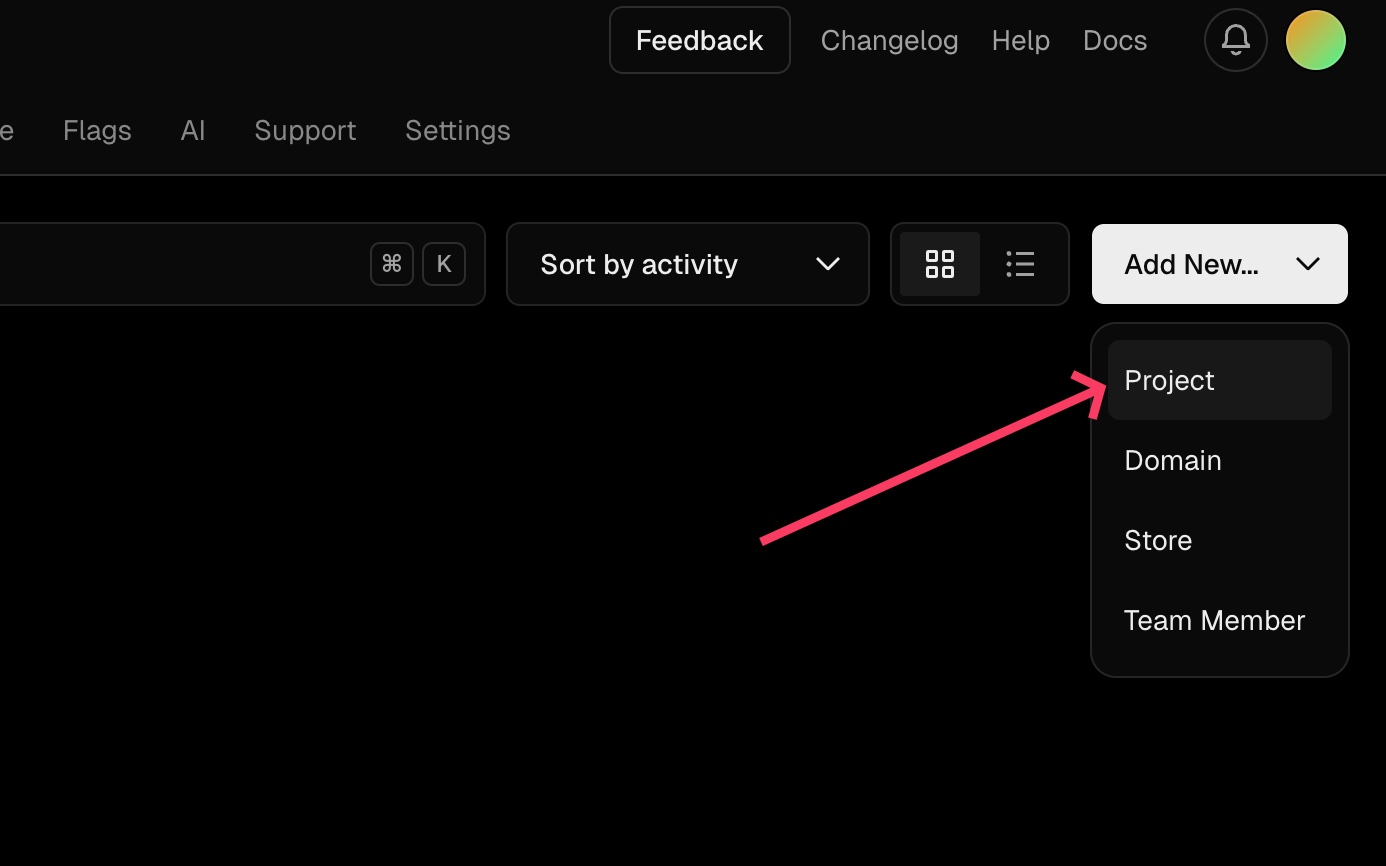 Feedback Changelog Help Docs
e Flags AI Support Settings
⌘ K Sort by activity Add New...
Project
Domain
Store
Team Member